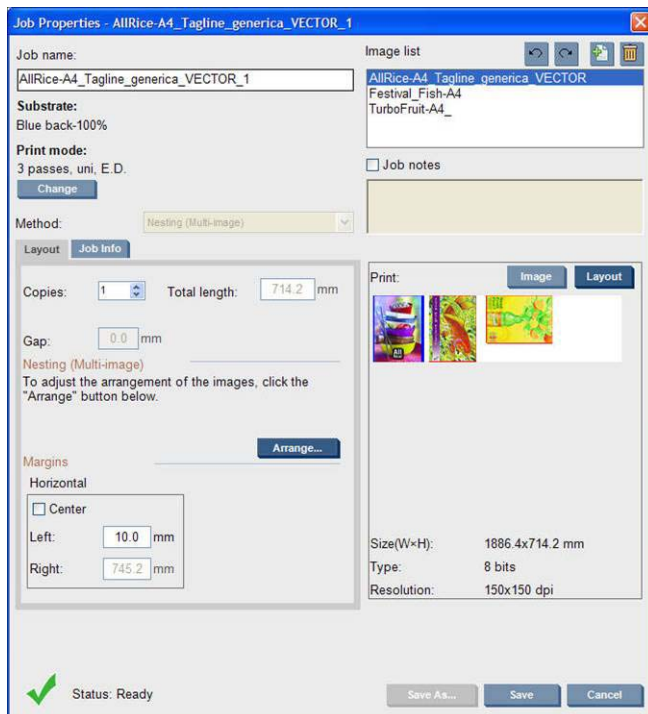 Job Properties - AllRice-A4_Tagline_generica_VECTOR_1
Job name:
AllRice-A4_Tagline_generica_VECTOR_1
Substrate:
Blue back-100%
Print mode:
3 passes, uni, E.D.
Change
Method:
Nesting (Multi-image)
Image list
AllRice-A4_Tagline_generica_VECTOR
Festival_Fish-A4
TurboFruit-A4_
Job notes
Layout
Job Info
Copies:
1
Total length:
714.2
mm
Gap:
0.0
mm
Nesting (Multi-image)
To adjust the arrangement of the images, click the
"Arrange" button below.
Arrange...
Margins
Horizontal
Center
Left:
10.0
mm
Right:
745.2
mm
Print:
Image
Layout
All
Size(W×H):
1886.4x714.2 mm
Type:
8 bits
Resolution:
150x150 dpi
Status: Ready
Save As...
Save
Cancel